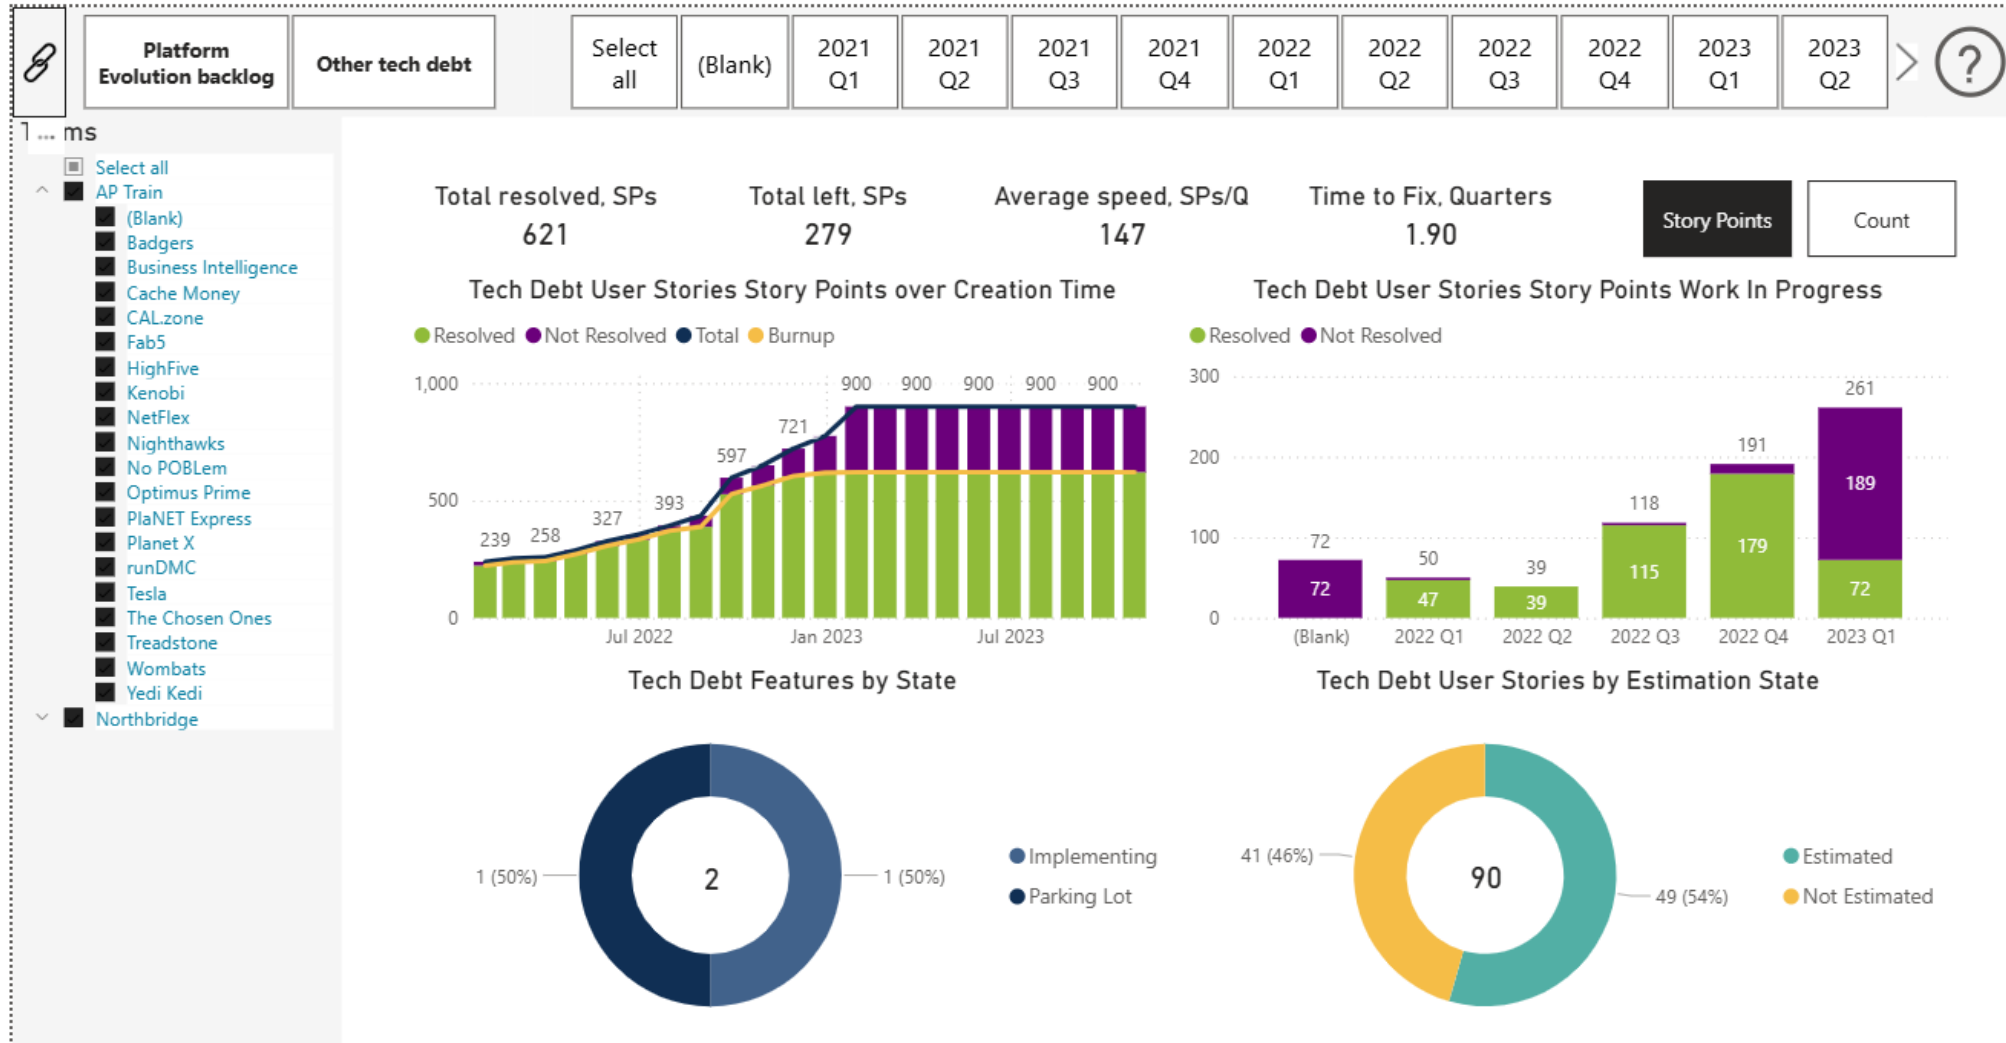 Platform
Evolution backlog
Other tech debt
Select
all
(Blank)
2021
Q1
2021
Q2
2021
Q3
2021
Q4
2022
Q1
2022
Q2
2022
Q3
2022
Q4
2023
Q1
2023
Q2
?
... ms
Select all
AP Train
(Blank)
Badgers
Business Intelligence
Cache Money
CAL.zone
Fab5
HighFive
Kenobi
NetFlex
Nighthawks
No POBLem
Optimus Prime
PlaNET Express
Planet X
runDMC
Tesla
The Chosen Ones
Treadstone
Wombats
Yedi Kedi
Northbridge
Total resolved, SPs
621
Total left, SPs
279
Average speed, SPs/Q
147
Time to Fix, Quarters
1.90
Story Points
Count
Tech Debt User Stories Story Points over Creation Time
Resolved Not Resolved Total Burnup
1,000
500
0
239
258
327
393
597
721
900
900
900
900
900
Jul 2022
Jan 2023
Jul 2023
Tech Debt User Stories Story Points Work In Progress
Resolved Not Resolved
300
200
100
0
72
72
50
47
39
39
118
115
191
179
261
189
72
(Blank)
2022 Q1
2022 Q2
2022 Q3
2022 Q4
2023 Q1
Tech Debt Features by State
1 (50%)
2
1 (50%)
Implementing
Parking Lot
Tech Debt User Stories by Estimation State
41 (46%)
90
49 (54%)
Estimated
Not Estimated